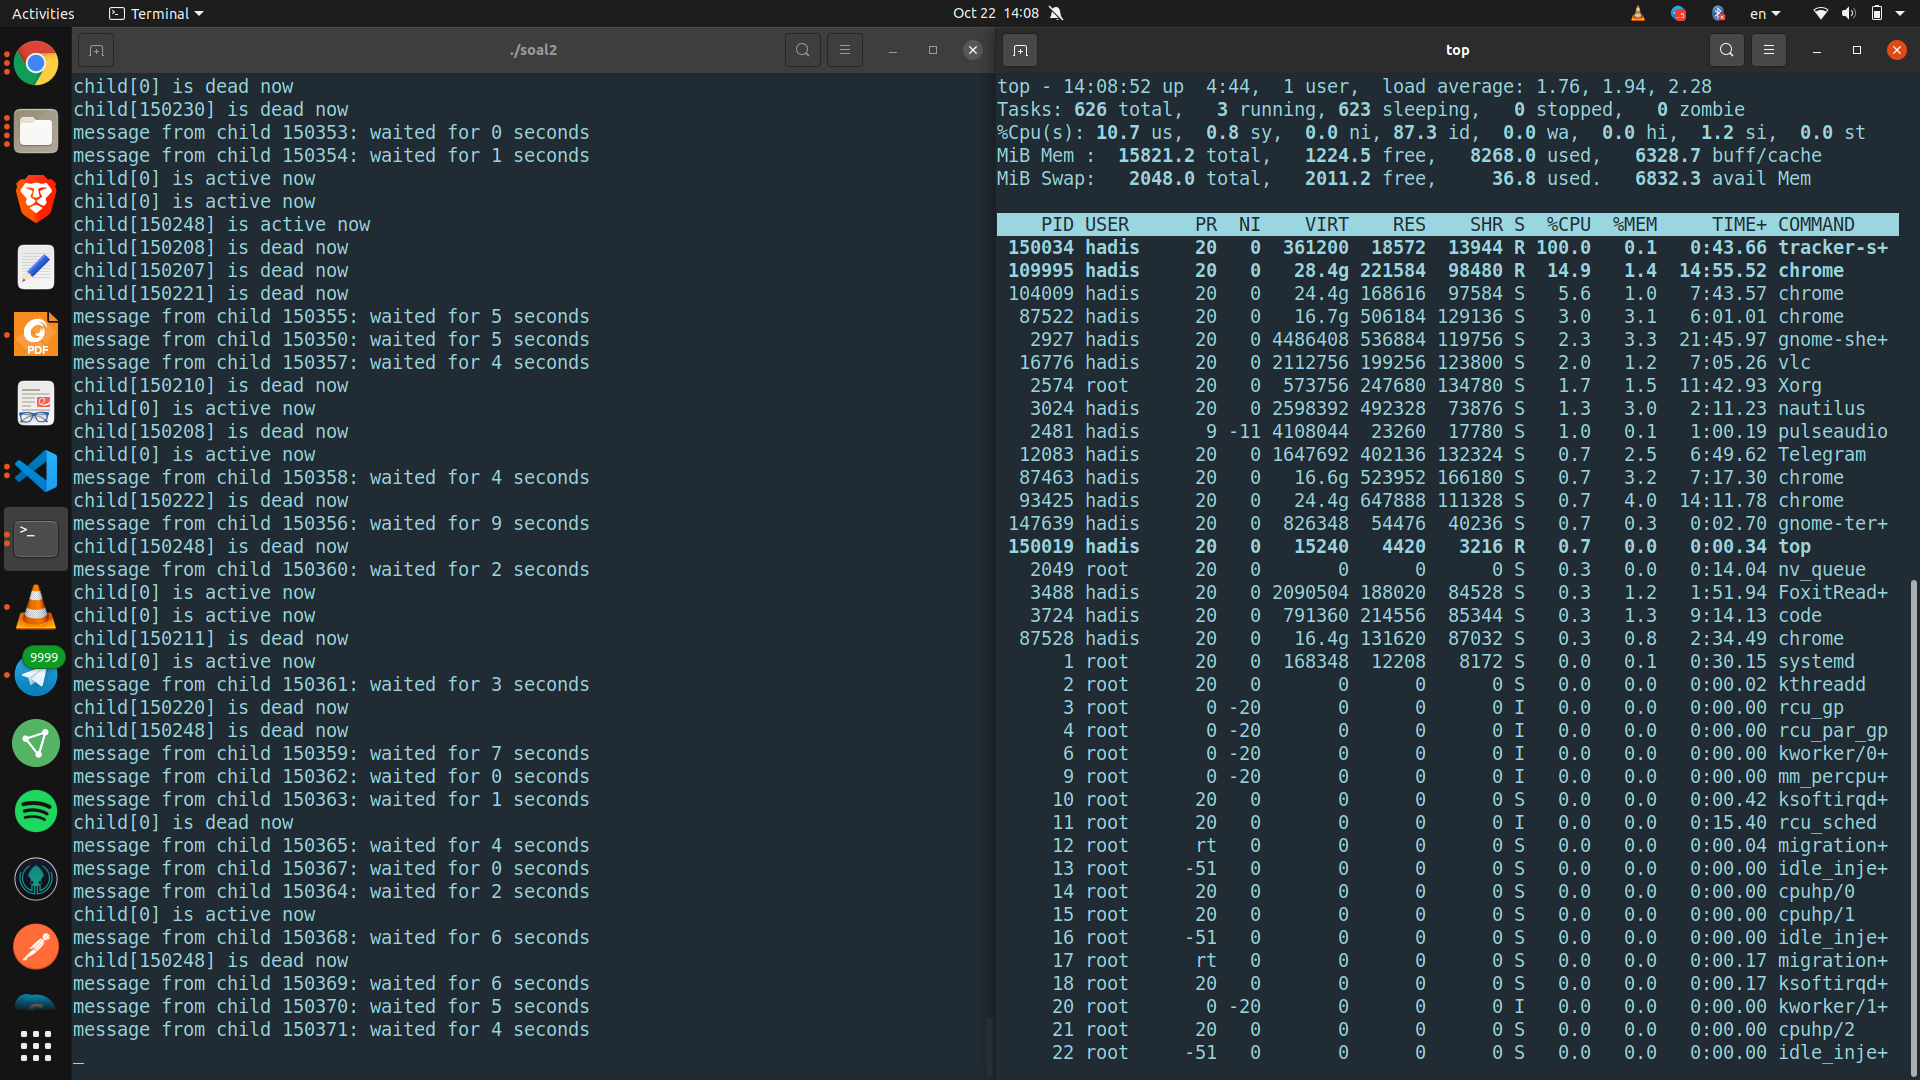 Activities
Terminal
Oct 22 14:08
en
./soal2
child[0] is dead now
child[150230] is dead now
message from child 150353: waited for 0 seconds
message from child 150354: waited for 1 seconds
child[0] is active now
child[0] is active now
child[150248] is active now
child[150208] is dead now
child[150207] is dead now
child[150221] is dead now
message from child 150355: waited for 5 seconds
message from child 150350: waited for 5 seconds
message from child 150357: waited for 4 seconds
child[150210] is dead now
child[0] is active now
child[150208] is dead now
child[0] is active now
message from child 150358: waited for 4 seconds
child[150222] is dead now
message from child 150356: waited for 9 seconds
child[150248] is dead now
message from child 150360: waited for 2 seconds
child[0] is active now
child[0] is active now
child[150211] is dead now
child[0] is active now
message from child 150361: waited for 3 seconds
child[150220] is dead now
child[150248] is dead now
message from child 150359: waited for 7 seconds
message from child 150362: waited for 0 seconds
message from child 150363: waited for 1 seconds
child[0] is dead now
message from child 150365: waited for 4 seconds
message from child 150367: waited for 0 seconds
message from child 150364: waited for 2 seconds
child[0] is active now
message from child 150368: waited for 6 seconds
child[150248] is dead now
message from child 150369: waited for 6 seconds
message from child 150370: waited for 5 seconds
message from child 150371: waited for 4 seconds
_
top
top - 14:08:52 up  4:44,  1 user,  load average: 1.76, 1.94, 2.28
Tasks: 626 total,   3 running, 623 sleeping,   0 stopped,   0 zombie
%Cpu(s): 10.7 us,  0.8 sy,  0.0 ni, 87.3 id,  0.0 wa,  0.0 hi,  1.2 si,  0.0 st
MiB Mem :  15821.2 total,   1224.5 free,   8268.0 used,   6328.7 buff/cache
MiB Swap:   2048.0 total,   2011.2 free,     36.8 used.   6832.3 avail Mem
PID USER PR NI VIRT RES SHR S %CPU %MEM TIME+ COMMAND
150034 hadis 20 0 361200 18572 13944 R 100.0 0.1 0:43.66 tracker-s+
109995 hadis 20 0 28.4g 221584 98480 R 14.9 1.4 14:55.52 chrome
104009 hadis 20 0 24.4g 168616 97584 S 5.6 1.0 7:43.57 chrome
87522 hadis 20 0 16.7g 506184 129136 S 3.0 3.1 6:01.01 chrome
2927 hadis 20 0 4486408 536884 119756 S 2.3 3.3 21:45.97 gnome-she+
16776 hadis 20 0 2112756 199256 123800 S 2.0 1.2 7:05.26 vlc
2574 root 20 0 573756 247680 134780 S 1.7 1.5 11:42.93 Xorg
3024 hadis 20 0 2598392 492328 73876 S 1.3 3.0 2:11.23 nautilus
2481 hadis 9 -11 4108044 23260 17780 S 1.0 0.1 1:00.19 pulseaudio
12083 hadis 20 0 1647692 402136 132324 S 0.7 2.5 6:49.62 Telegram
87463 hadis 20 0 16.6g 523952 166180 S 0.7 3.2 7:17.30 chrome
93425 hadis 20 0 24.4g 647888 111328 S 0.7 4.0 14:11.78 chrome
147639 hadis 20 0 826348 54476 40236 S 0.7 0.3 0:02.70 gnome-ter+
150019 hadis 20 0 15240 4420 3216 R 0.7 0.0 0:00.34 top
2049 root 20 0 0 0 0 S 0.3 0.0 0:14.04 nv_queue
3488 hadis 20 0 2090504 188020 84528 S 0.3 1.2 1:51.94 FoxitRead+
3724 hadis 20 0 791360 214556 85344 S 0.3 1.3 9:14.13 code
87528 hadis 20 0 16.4g 131620 87032 S 0.3 0.8 2:34.49 chrome
1 root 20 0 168348 12208 8172 S 0.0 0.1 0:30.15 systemd
2 root 20 0 0 0 0 S 0.0 0.0 0:00.02 kthreadd
3 root 0 -20 0 0 0 I 0.0 0.0 0:00.00 rcu_gp
4 root 0 -20 0 0 0 I 0.0 0.0 0:00.00 rcu_par_gp
6 root 0 -20 0 0 0 I 0.0 0.0 0:00.00 kworker/0+
9 root 0 -20 0 0 0 I 0.0 0.0 0:00.00 mm_percpu+
10 root 20 0 0 0 0 S 0.0 0.0 0:00.42 ksoftirqd+
11 root 20 0 0 0 0 I 0.0 0.0 0:15.40 rcu_sched
12 root rt 0 0 0 0 S 0.0 0.0 0:00.04 migration+
13 root -51 0 0 0 0 S 0.0 0.0 0:00.00 idle_inje+
14 root 20 0 0 0 0 S 0.0 0.0 0:00.00 cpuhp/0
15 root 20 0 0 0 0 S 0.0 0.0 0:00.00 cpuhp/1
16 root -51 0 0 0 0 S 0.0 0.0 0:00.00 idle_inje+
17 root rt 0 0 0 0 S 0.0 0.0 0:00.17 migration+
18 root 20 0 0 0 0 S 0.0 0.0 0:00.17 ksoftirqd+
20 root 0 -20 0 0 0 I 0.0 0.0 0:00.00 kworker/1+
21 root 20 0 0 0 0 S 0.0 0.0 0:00.00 cpuhp/2
22 root -51 0 0 0 0 S 0.0 0.0 0:00.00 idle_inje+
PDF
>_
9999